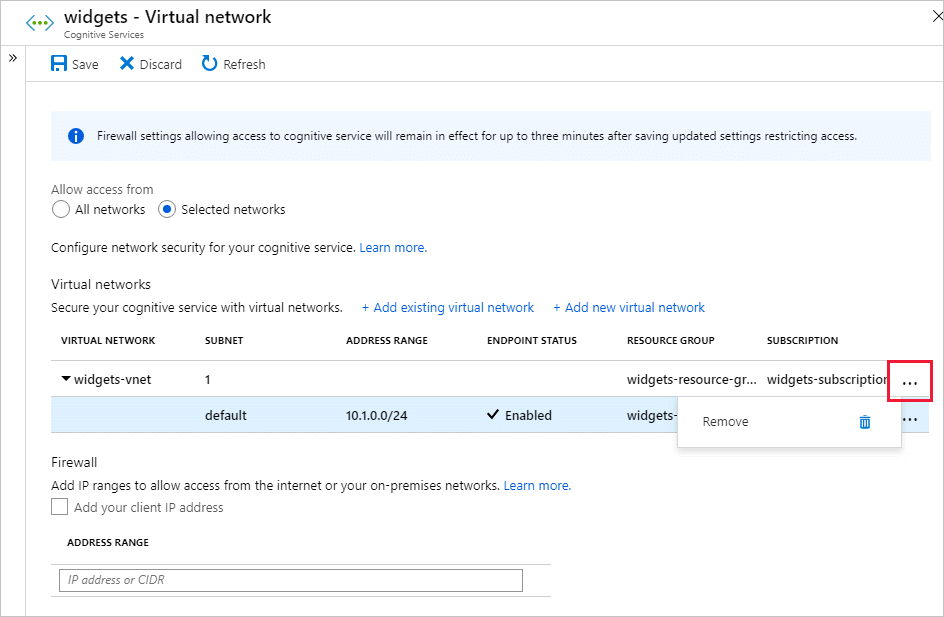 widgets - Virtual network
Cognitive Services
Save Discard Refresh
Firewall settings allowing access to cognitive service will remain in effect for up to three minutes after saving updated settings restricting access.
Allow access from
All networks Selected networks
Configure network security for your cognitive service. Learn more.
Virtual networks
Secure your cognitive service with virtual networks. + Add existing virtual network + Add new virtual network
VIRTUAL NETWORK SUBNET ADDRESS RANGE ENDPOINT STATUS RESOURCE GROUP SUBSCRIPTION
widgets-vnet 1 widgets-resource-gr... widgets-subscription ...
default 10.1.0.0/24 Enabled widgets- ...
Remove
Firewall
Add IP ranges to allow access from the internet or your on-premises networks. Learn more.
Add your client IP address
ADDRESS RANGE
IP address or CIDR